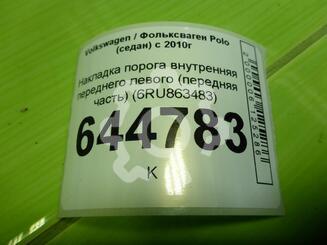 Volkswagen / Фольксваген Polo
(седан) с 2010г
Накладка порога внутренняя
переднего левого (передняя
часть) (6RU863483)
644783
К